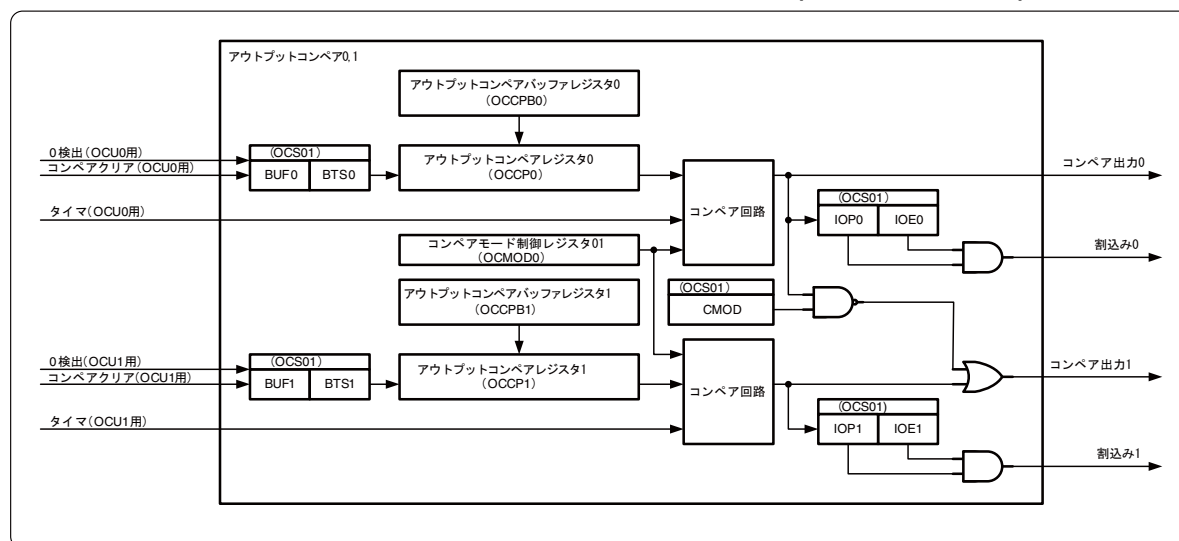 アウトプットコンペア0,1
アウトプットコンペアバッファレジスタ0
(OCCPB0)
0検出(OCU0用)
コンペアクリア(OCU0用)
(OCS01)
BUF0 BTS0
アウトプットコンペアレジスタ0
(OCCP0)
コンペア回路
コンペア出力0
タイマ(OCU0用)
(OCS01)
IOP0 IOE0
割込み0
コンペアモード制御レジスタ01
(OCMOD0)
アウトプットコンペアバッファレジスタ1
(OCCPB1)
(OCS01)
CMOD
0検出(OCU1用)
コンペアクリア(OCU1用)
(OCS01)
BUF1 BTS1
アウトプットコンペアレジスタ1
(OCCP1)
コンペア回路
コンペア出力1
タイマ(OCU1用)
(OCS01)
IOP1 IOE1
割込み1